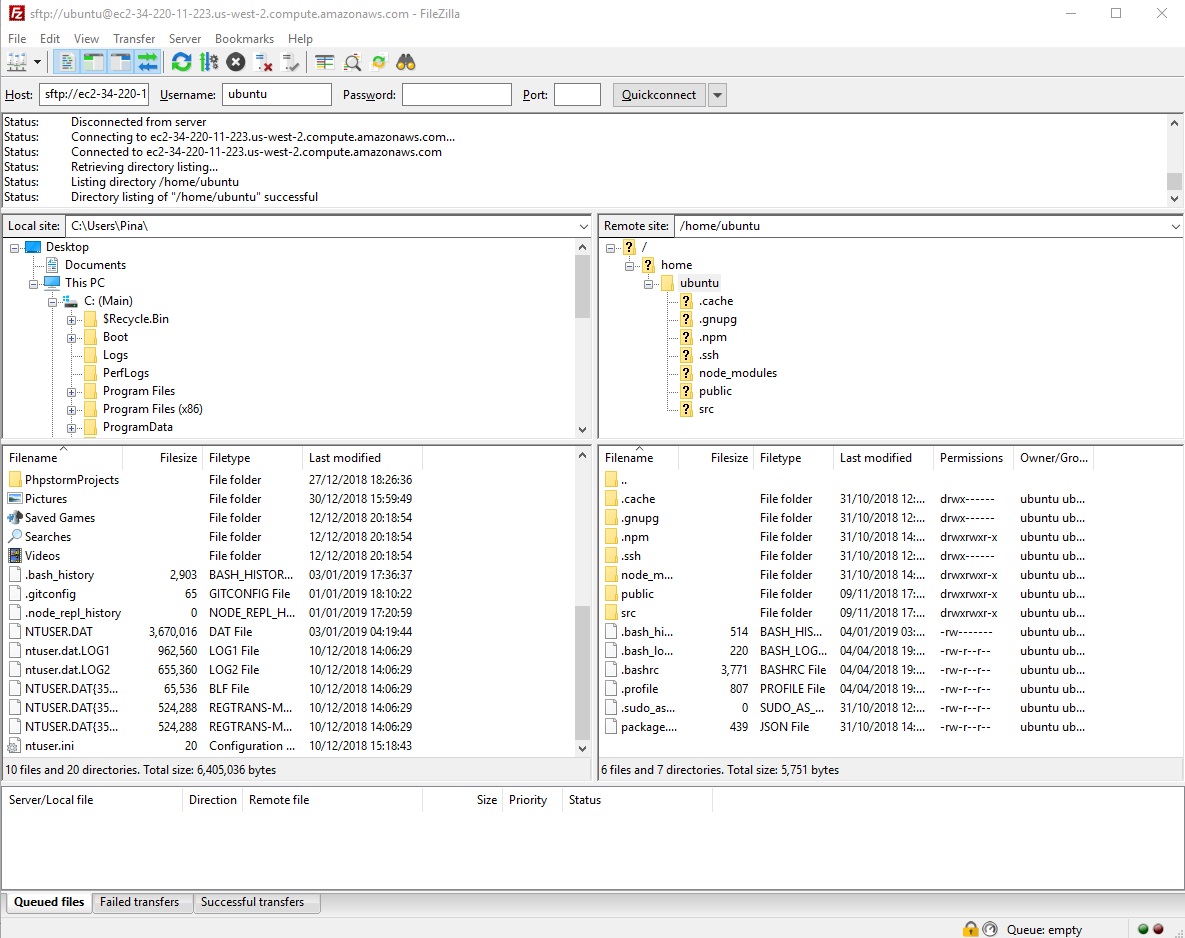 sftp://ubuntu@ec2-34-220-11-223.us-west-2.compute.amazonaws.com - FileZilla
File Edit View Transfer Server Bookmarks Help
Host: sftp://ec2-34-220-1 Username: ubuntu Password: Port: Quickconnect
Status: Disconnected from server
Status: Connecting to ec2-34-220-11-223.us-west-2.compute.amazonaws.com...
Status: Connected to ec2-34-220-11-223.us-west-2.compute.amazonaws.com
Status: Retrieving directory listing...
Status: Listing directory /home/ubuntu
Status: Directory listing of "/home/ubuntu" successful
Local site: C:\Users\Pina\
Desktop
Documents
This PC
C: (Main)
$Recycle.Bin
Boot
Logs
PerfLogs
Program Files
Program Files (x86)
ProgramData
Remote site: /home/ubuntu
? /
? home
ubuntu
? .cache
? .gnupg
? .npm
? .ssh
? node_modules
? public
? src
Filename Filesize Filetype Last modified
PhpstormProjects File folder 27/12/2018 18:26:36
Pictures File folder 30/12/2018 15:59:49
Saved Games File folder 12/12/2018 20:18:54
Searches File folder 12/12/2018 20:18:54
Videos File folder 12/12/2018 20:18:54
.bash_history 2,903 BASH_HISTOR... 03/01/2019 17:36:37
.gitconfig 65 GITCONFIG File 01/01/2019 18:10:22
.node_repl_history 0 NODE_REPL_H... 01/01/2019 17:20:59
NTUSER.DAT 3,670,016 DAT File 03/01/2019 04:19:44
ntuser.dat.LOG1 962,560 LOG1 File 10/12/2018 14:06:29
ntuser.dat.LOG2 655,360 LOG2 File 10/12/2018 14:06:29
NTUSER.DAT{35... 65,536 BLF File 10/12/2018 14:06:29
NTUSER.DAT{35... 524,288 REGTRANS-M... 10/12/2018 14:06:29
NTUSER.DAT{35... 524,288 REGTRANS-M... 10/12/2018 14:06:29
ntuser.ini 20 Configuration ... 10/12/2018 15:18:43
10 files and 20 directories. Total size: 6,405,036 bytes
Filename Filesize Filetype Last modified Permissions Owner/Gro...
..
.cache File folder 31/10/2018 12:... drwx------ ubuntu ub...
.gnupg File folder 31/10/2018 12:... drwx------ ubuntu ub...
.npm File folder 31/10/2018 14:... drwxrwxr-x ubuntu ub...
.ssh File folder 31/10/2018 12:... drwx------ ubuntu ub...
node_m... File folder 31/10/2018 14:... drwxrwxr-x ubuntu ub...
public File folder 09/11/2018 17:... drwxrwxr-x ubuntu ub...
src File folder 09/11/2018 17:... drwxrwxr-x ubuntu ub...
.bash_hi... 514 BASH_HIS... 04/01/2019 03:... -rw------- ubuntu ub...
.bash_lo... 220 BASH_LOG... 04/04/2018 19:... -rw-r--r-- ubuntu ub...
.bashrc 3,771 BASHRC File 04/04/2018 19:... -rw-r--r-- ubuntu ub...
.profile 807 PROFILE File 04/04/2018 19:... -rw-r--r-- ubuntu ub...
.sudo_as... 0 SUDO_AS_... 31/10/2018 12:... -rw-r--r-- ubuntu ub...
package.... 439 JSON File 31/10/2018 14:... -rw-r--r-- ubuntu ub...
6 files and 7 directories. Total size: 5,751 bytes
Server/Local file Direction Remote file Size Priority Status
Queued files Failed transfers Successful transfers
Queue: empty